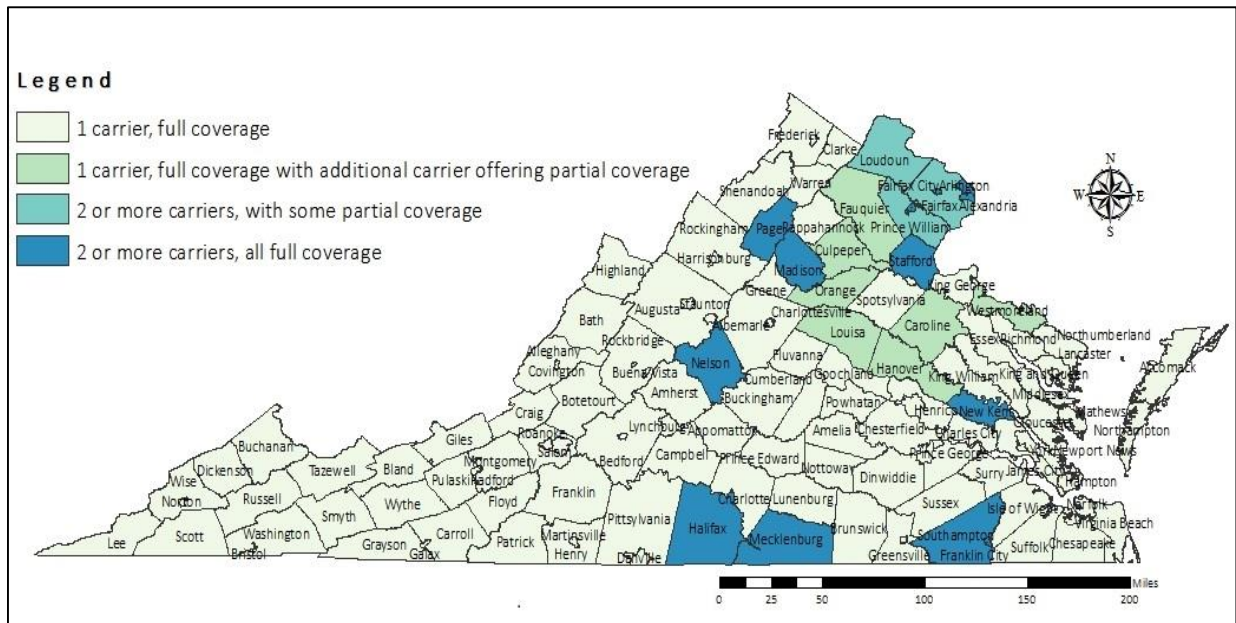 Legend
1 carrier, full coverage
1 carrier, full coverage with additional carrier offering partial coverage
2 or more carriers, with some partial coverage
2 or more carriers, all full coverage
N
W
E
S
Frederick
Clarke
Loudoun
Shenandoah
Warren
Fairfax City
Arlington
Fairfax
Alexandria
Fauquier
Rappahannock
Prince William
Page
Rockingham
Culpeper
Stafford
Harrisonburg
Madison
Highland
Greene
Orange
King George
Spotsylvania
Westmoreland
Augusta
Staunton
Bath
Albemarle
Charlottesville
Louisa
Caroline
Essex
Richmond
Northumberland
Rockbridge
Lancaster
Accomack
Alleghany
Nelson
Fluvanna
Hanover
Covington
Buena Vista
Goochland
King William
King and Queen
Cumberland
Amherst
Buckingham
Powhatan
Middlesex
Botetourt
Henrico
New Kent
Mathews
Craig
Lynchburg
Appomattox
Amelia
Chesterfield
Charles City
Gloucester
Northampton
Giles
Roanoke
Salem
Bedford
Campbell
Prince Edward
Prince George
York
Newport News
Buchanan
Montgomery
Nottoway
Dinwiddie
Surry
James City
Hampton
Dickenson
Tazewell
Bland
Pulaski
Radford
Wise
Norton
Russell
Wythe
Floyd
Franklin
Charlotte
Lunenburg
Sussex
Isle of Wight
Norfolk
Smyth
Pittsylvania
Halifax
Brunswick
Virginia Beach
Lee
Scott
Washington
Bristol
Grayson
Carroll
Galax
Patrick
Martinsville
Henry
Danville
Mecklenburg
Greensville
Southampton
Franklin City
Suffolk
Chesapeake
Miles
0 25 50 100 150 200